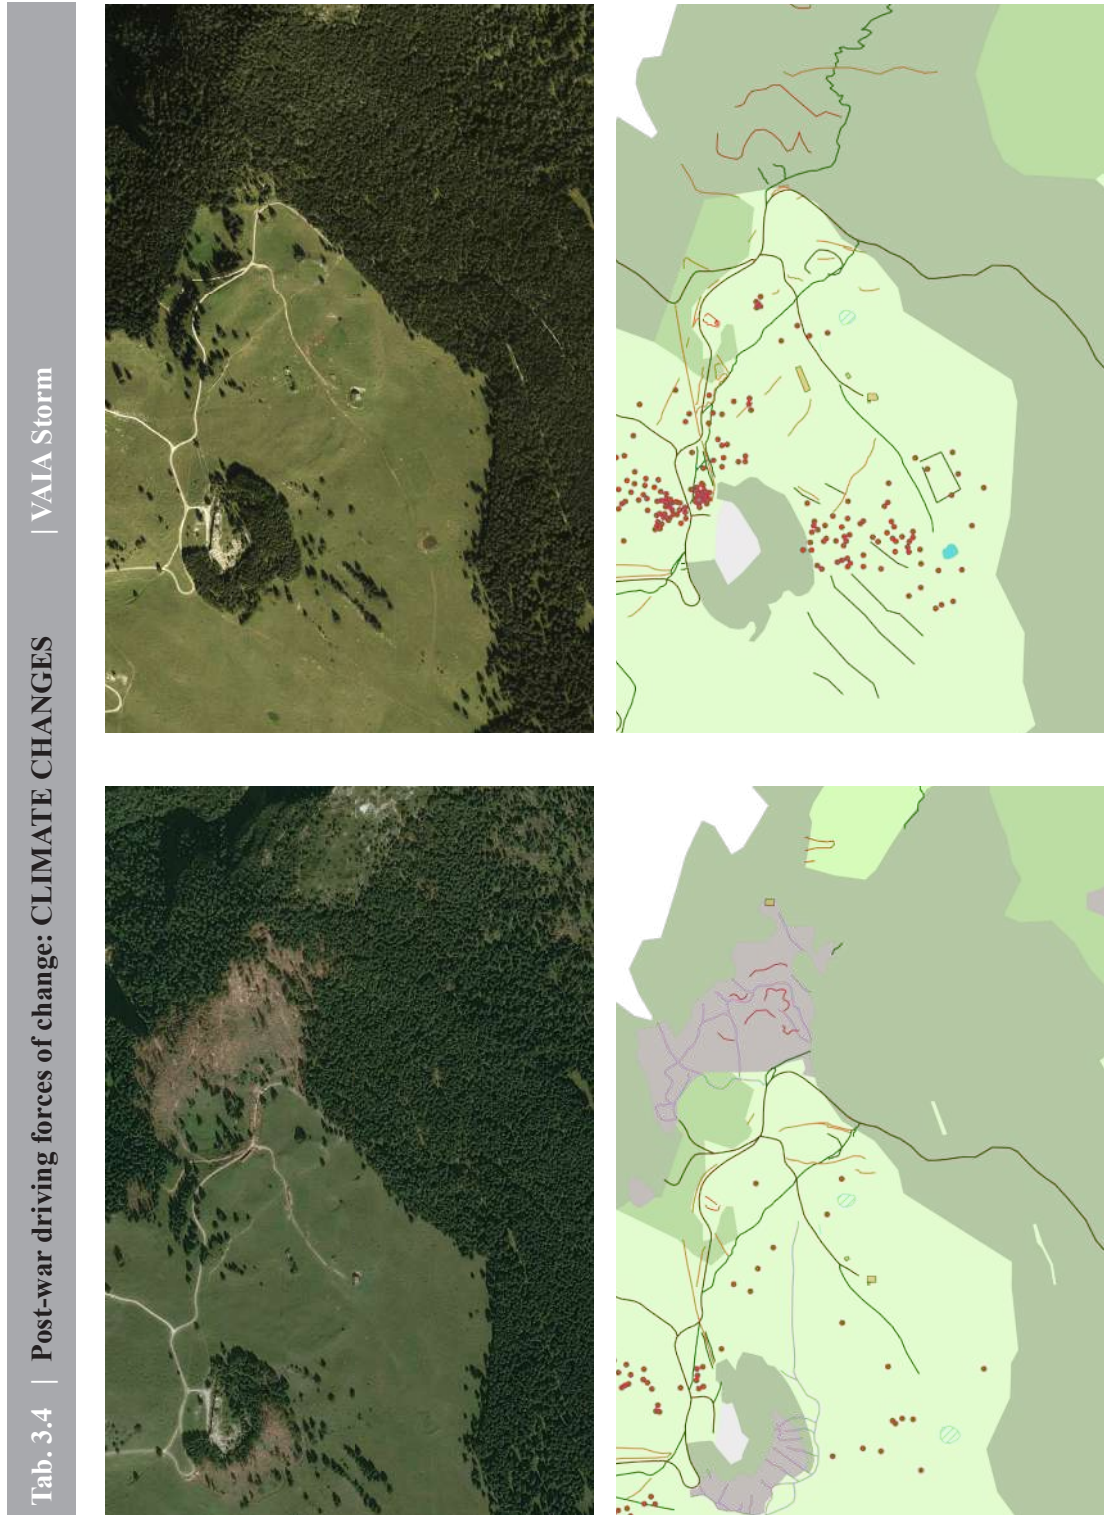 Tab. 3.4 | Post-war driving forces of change: CLIMATE CHANGES | VAIA Storm